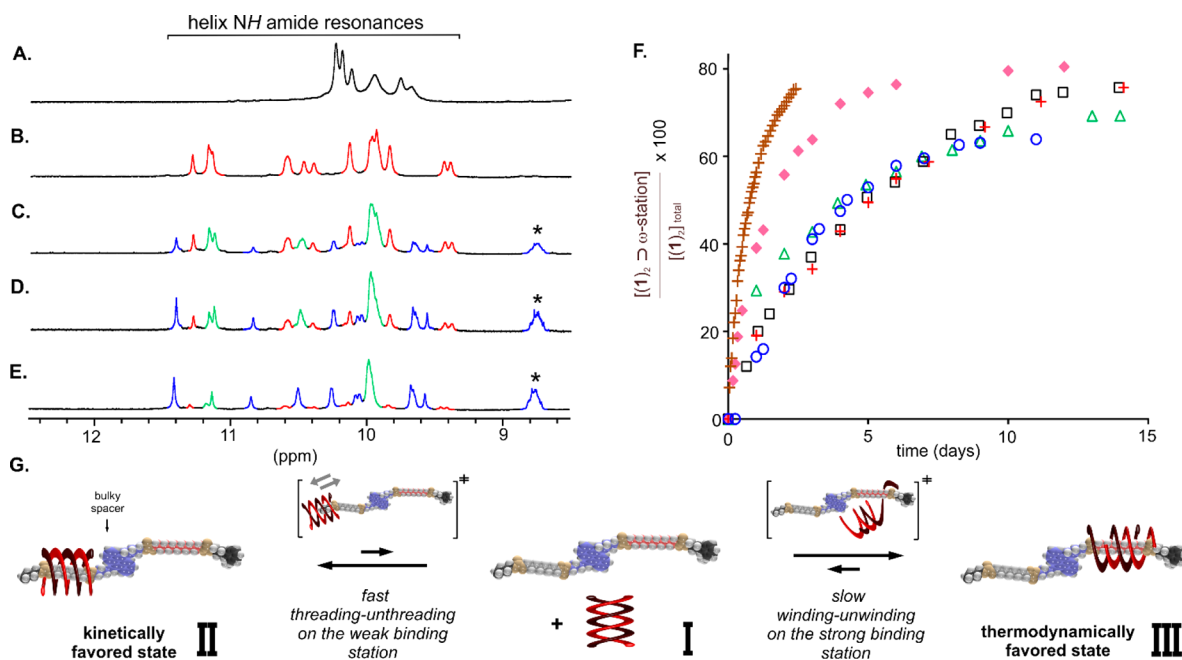 helix NH amide resonances
A.
B.
C.
*
D.
*
E.
*
12 11 10 9
(ppm)
F.
80
60
40
20
0
[(1)₂ ⊃ ω-station]
[(1)₂]total
x 100
0 5 10 15
time (days)
G.
bulky
spacer
kinetically
favored state
II
[ ]‡
fast
threading-unthreading
on the weak binding
station
+
I
[ ]‡
slow
winding-unwinding
on the strong binding
station
thermodynamically
favored state
III